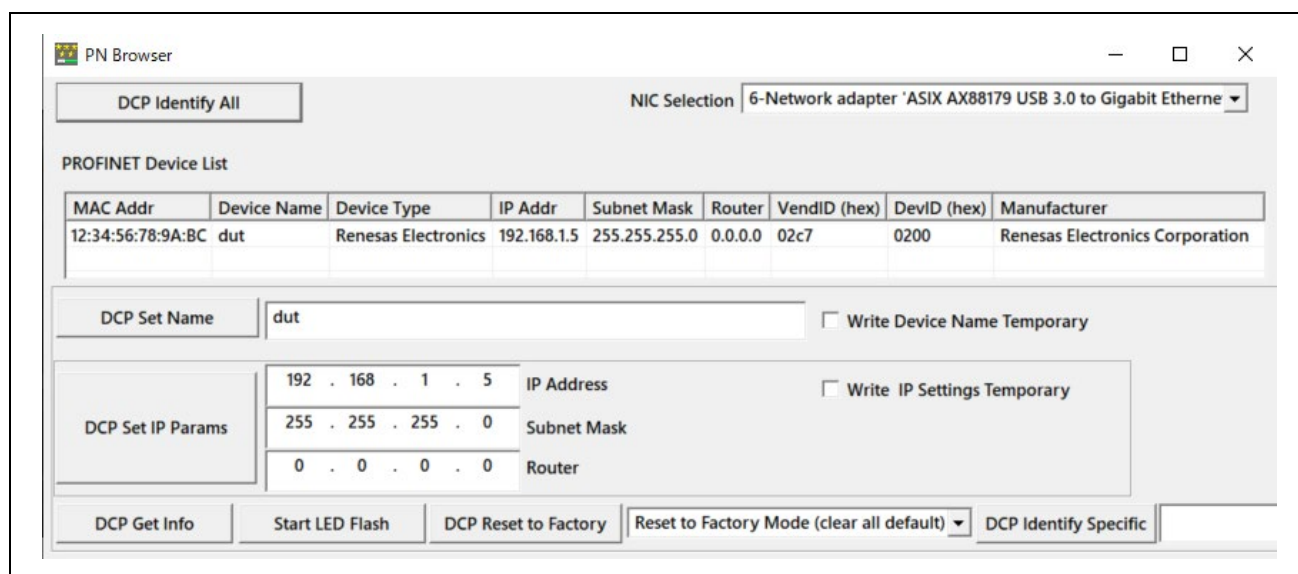 PN Browser
DCP Identify All
NIC Selection 6-Network adapter 'ASIX AX88179 USB 3.0 to Gigabit Etherne
PROFINET Device List
MAC Addr Device Name Device Type IP Addr Subnet Mask Router VendID (hex) DevID (hex) Manufacturer
12:34:56:78:9A:BC dut Renesas Electronics 192.168.1.5 255.255.255.0 0.0.0.0 02c7 0200 Renesas Electronics Corporation
DCP Set Name dut Write Device Name Temporary
192 . 168 . 1 . 5 IP Address Write IP Settings Temporary
DCP Set IP Params 255 . 255 . 255 . 0 Subnet Mask
0 . 0 . 0 . 0 Router
DCP Get Info Start LED Flash DCP Reset to Factory Reset to Factory Mode (clear all default) DCP Identify Specific